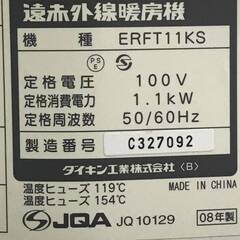 遠赤外線暖房機
機 種 ERFT11KS
PSE
定格電圧 100V
定格消費電力 1.1kW
定格周波数 50/60Hz
製造番号 C327092
ダイキン工業株式会社〈B〉
温度ヒューズ 119℃ MADE IN CHINA
温度ヒューズ 154℃
JQA JQ 10129 08年製